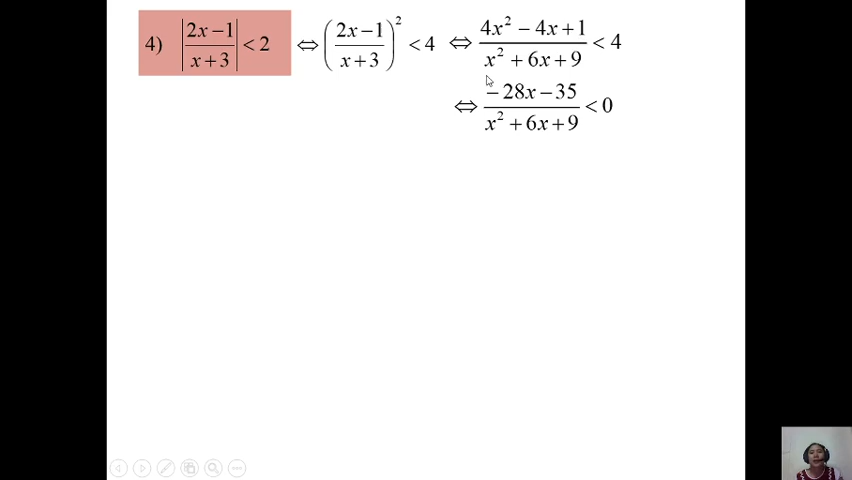 4) |(2x−1)/(x+3)| < 2 ⇔ ((2x−1)/(x+3))² < 4 ⇔ (4x² − 4x + 1)/(x² + 6x + 9) < 4
⇔ (−28x − 35)/(x² + 6x + 9) < 0